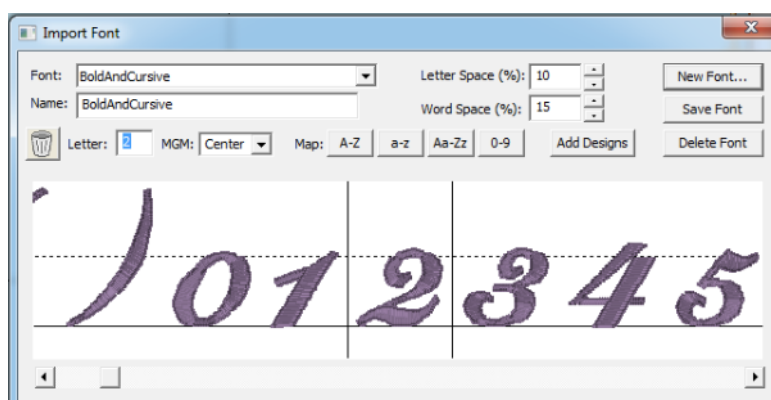 Import Font
Font: BoldAndCursive Letter Space (%): 10 New Font...
Name: BoldAndCursive Word Space (%): 15 Save Font
Letter: 2 MGM: Center Map: A-Z a-z Aa-Zz 0-9 Add Designs Delete Font
) 0 1 2 3 4 5